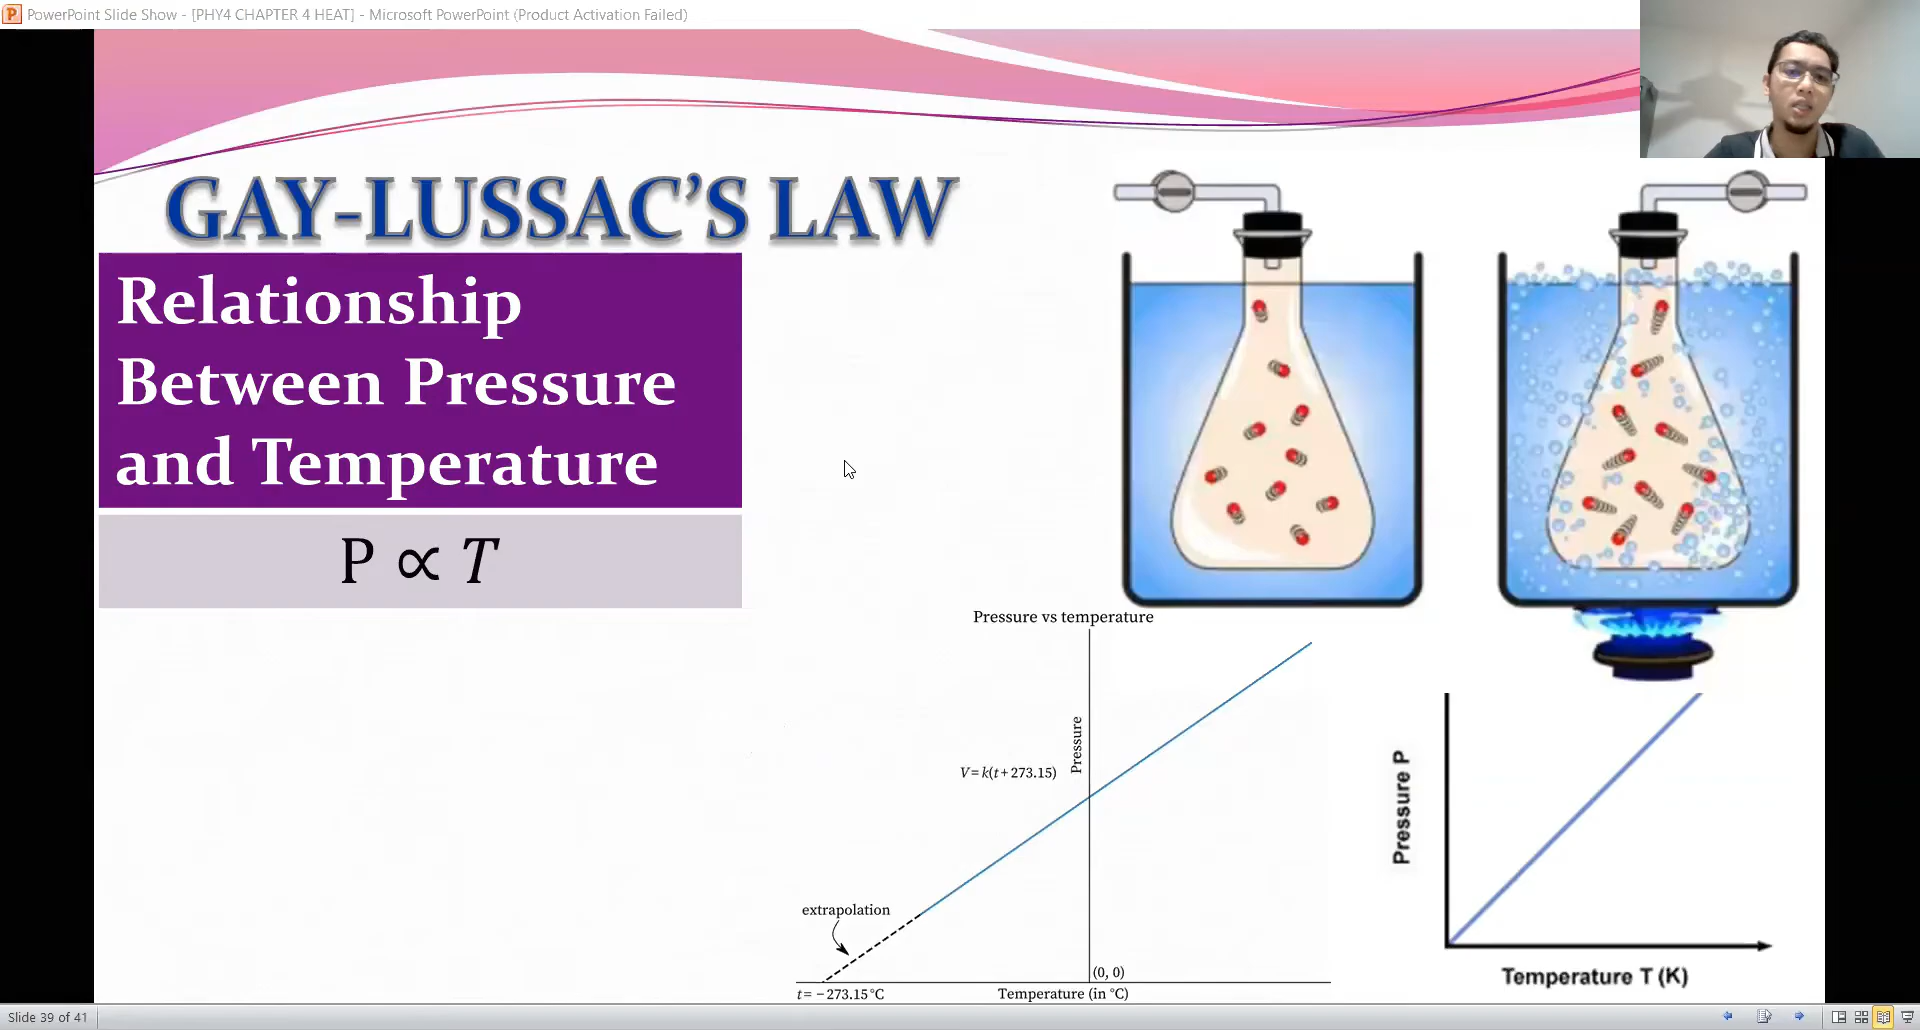 PowerPoint Slide Show - [PHY4 CHAPTER 4 HEAT] - Microsoft PowerPoint (Product Activation Failed)
GAY-LUSSAC'S LAW
Relationship
Between Pressure
and Temperature
P ∝ T
Pressure vs temperature
Pressure
V = k(t + 273.15)
extrapolation
(0, 0)
t = − 273.15 °C
Temperature (in °C)
Pressure P
Temperature T (K)
Slide 39 of 41